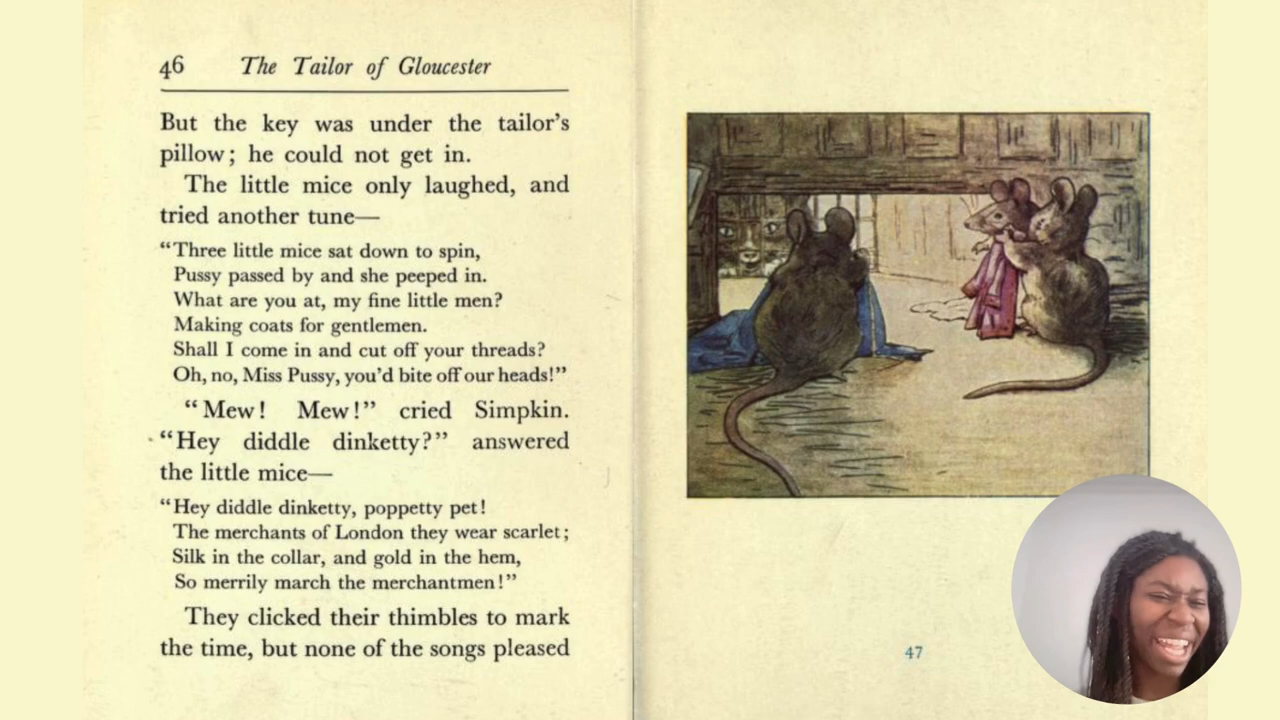 46 The Tailor of Gloucester
But the key was under the tailor's
pillow; he could not get in.
The little mice only laughed, and
tried another tune—
“Three little mice sat down to spin,
Pussy passed by and she peeped in.
What are you at, my fine little men?
Making coats for gentlemen.
Shall I come in and cut off your threads?
Oh, no, Miss Pussy, you'd bite off our heads!”
“Mew! Mew!” cried Simpkin.
“Hey diddle dinketty?” answered
the little mice—
“Hey diddle dinketty, poppetty pet!
The merchants of London they wear scarlet;
Silk in the collar, and gold in the hem,
So merrily march the merchantmen!”
They clicked their thimbles to mark
the time, but none of the songs pleased
47